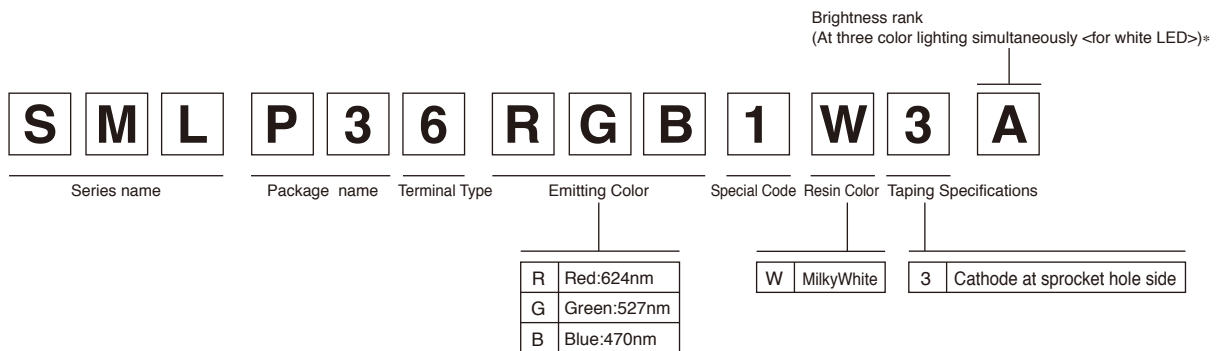 Brightness rank
(At three color lighting simultaneously <for white LED>)*
S M L P 3 6 R G B 1 W 3 A
Series name Package name Terminal Type Emitting Color Special Code Resin Color Taping Specifications
R Red:624nm W MilkyWhite 3 Cathode at sprocket hole side
G Green:527nm
B Blue:470nm